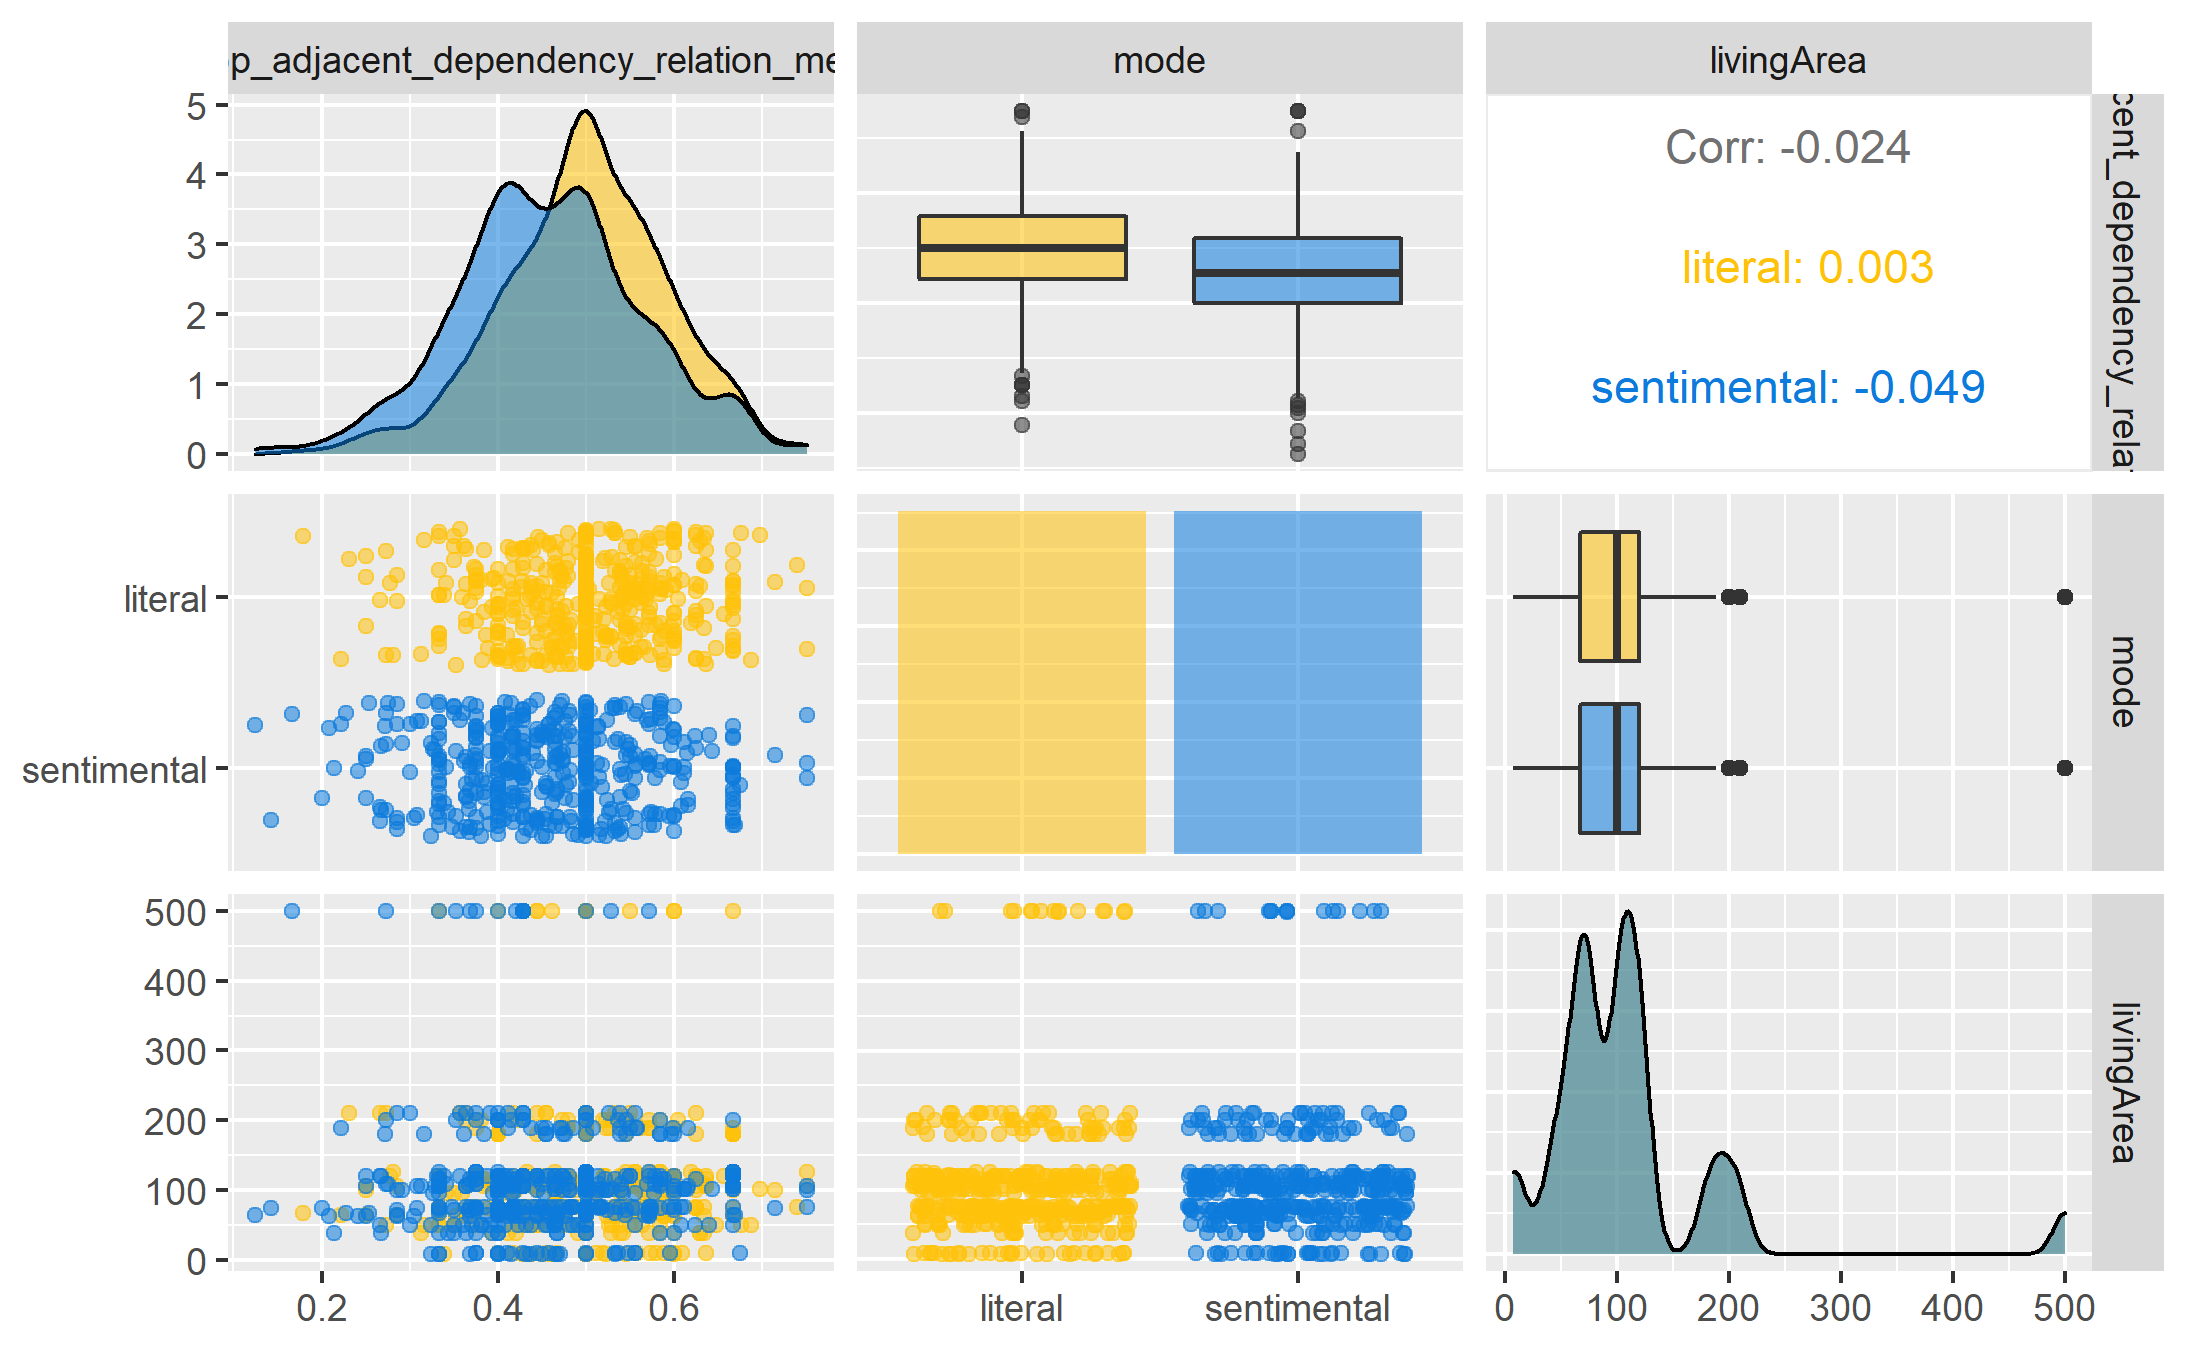 p_adjacent_dependency_relation_me
mode
livingArea
5
4
3
2
1
0
Corr: -0.024
literal: 0.003
sentimental: -0.049
cent_dependency_rela
literal
sentimental
mode
500
400
300
200
100
0
livingArea
0.2 0.4 0.6
literal sentimental
0 100 200 300 400 500